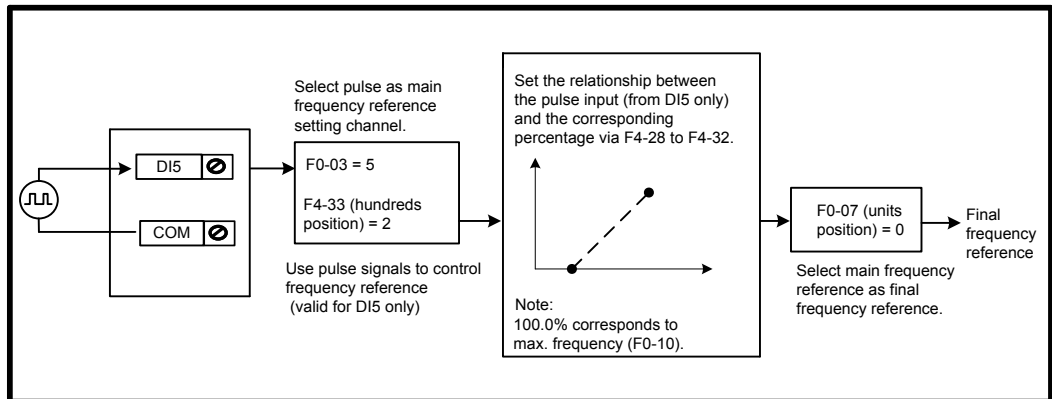 DI5
COM
Select pulse as main
frequency reference
setting channel.
F0-03 = 5
F4-33 (hundreds
position) = 2
Use pulse signals to control
frequency reference
(valid for DI5 only)
Set the relationship between
the pulse input (from DI5 only)
and the corresponding
percentage via F4-28 to F4-32.
Note:
100.0% corresponds to
max. frequency (F0-10).
F0-07 (units
position) = 0
Select main frequency
reference as final
frequency reference.
Final
frequency
reference